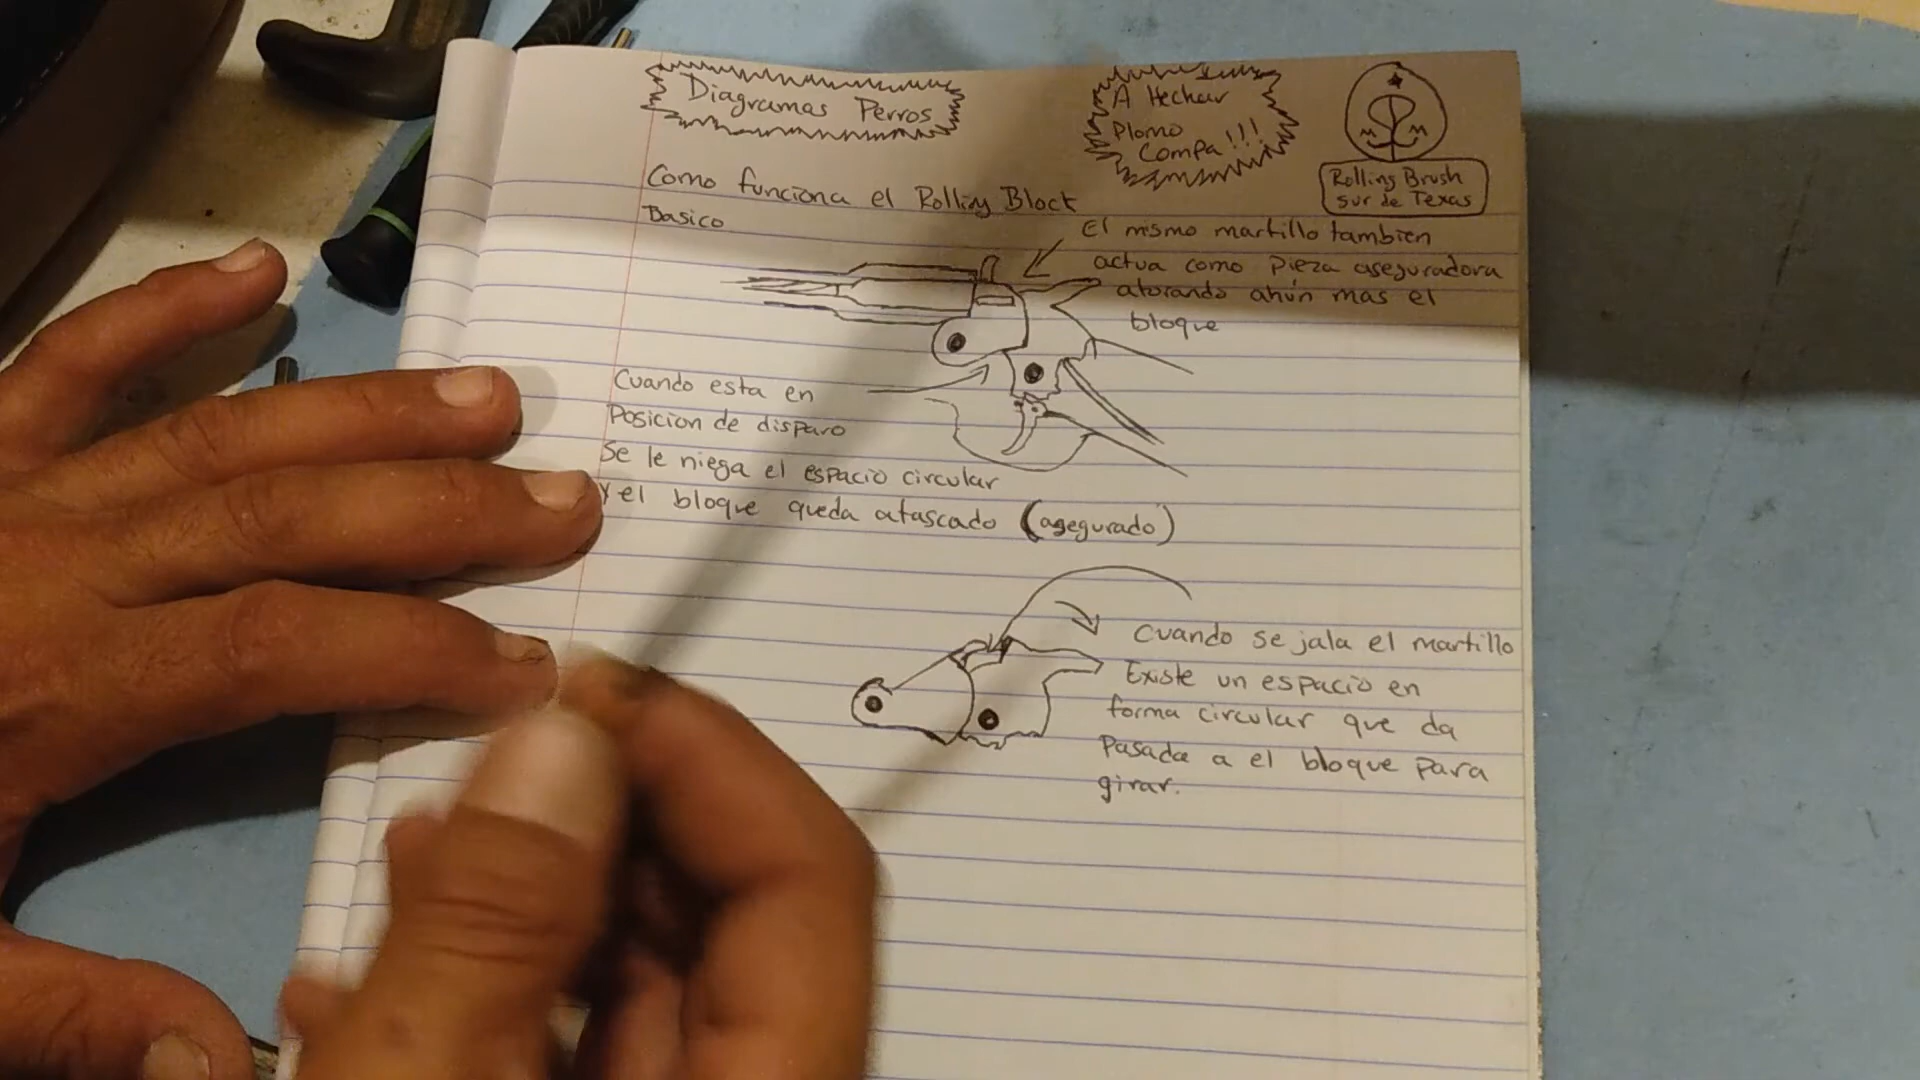 Diagramas Perros
A Hechar
Plomo
Compa!!!
Rolling Brush
Sur de Texas
Como funciona el Rolling Block
Basico
El mismo martillo tambien
actua como pieza aseguradora
atorando ahún mas el
bloque
Cuando esta en
Posicion de disparo
Se le niega el espacio circular
Y el bloque queda atascado (asegurado)
Cuando se jala el martillo
Existe un espacio en
forma circular que da
Pasada a el bloque para
girar.